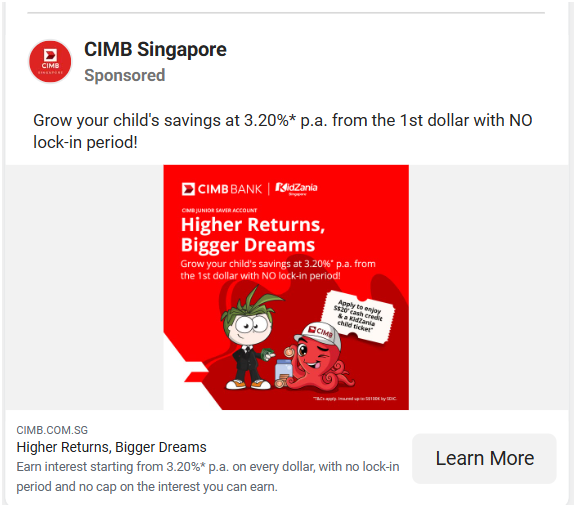 CIMB
SINGAPORE
CIMB Singapore
Sponsored
Grow your child's savings at 3.20%* p.a. from the 1st dollar with NO
lock-in period!
CIMB BANK | KidZania
Singapore
CIMB JUNIOR SAVER ACCOUNT
Higher Returns,
Bigger Dreams
Grow your child's savings at 3.20%* p.a. from
the 1st dollar with NO lock-in period!
Apply to enjoy
S$20* cash credit
& a KidZania
child ticket*
CIMB
*T&Cs apply. Insured up to S$100K by SDIC.
CIMB.COM.SG
Higher Returns, Bigger Dreams
Earn interest starting from 3.20%* p.a. on every dollar, with no lock-in
period and no cap on the interest you can earn.
Learn More